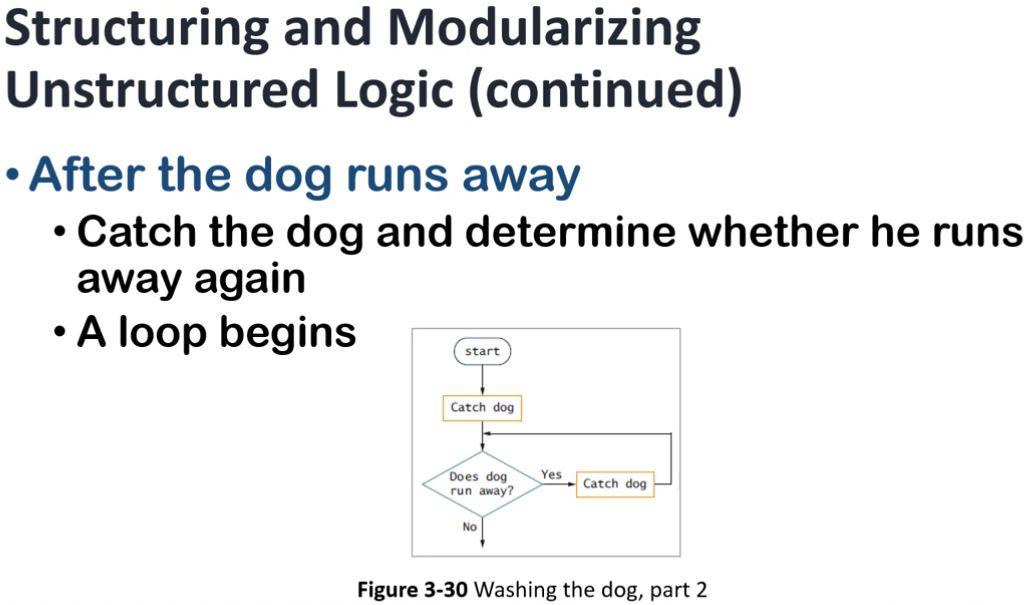 Structuring and Modularizing
Unstructured Logic (continued)
• After the dog runs away
• Catch the dog and determine whether he runs
away again
• A loop begins
start
Catch dog
Does dog
run away?
Yes
Catch dog
No
Figure 3-30 Washing the dog, part 2